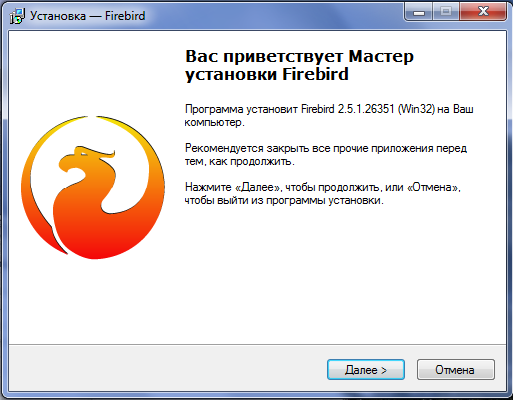 Установка — Firebird
Вас приветствует Мастер
установки Firebird
Программа установит Firebird 2.5.1.26351 (Win32) на Ваш
компьютер.
Рекомендуется закрыть все прочие приложения перед
тем, как продолжить.
Нажмите «Далее», чтобы продолжить, или «Отмена»,
чтобы выйти из программы установки.
Далее >
Отмена